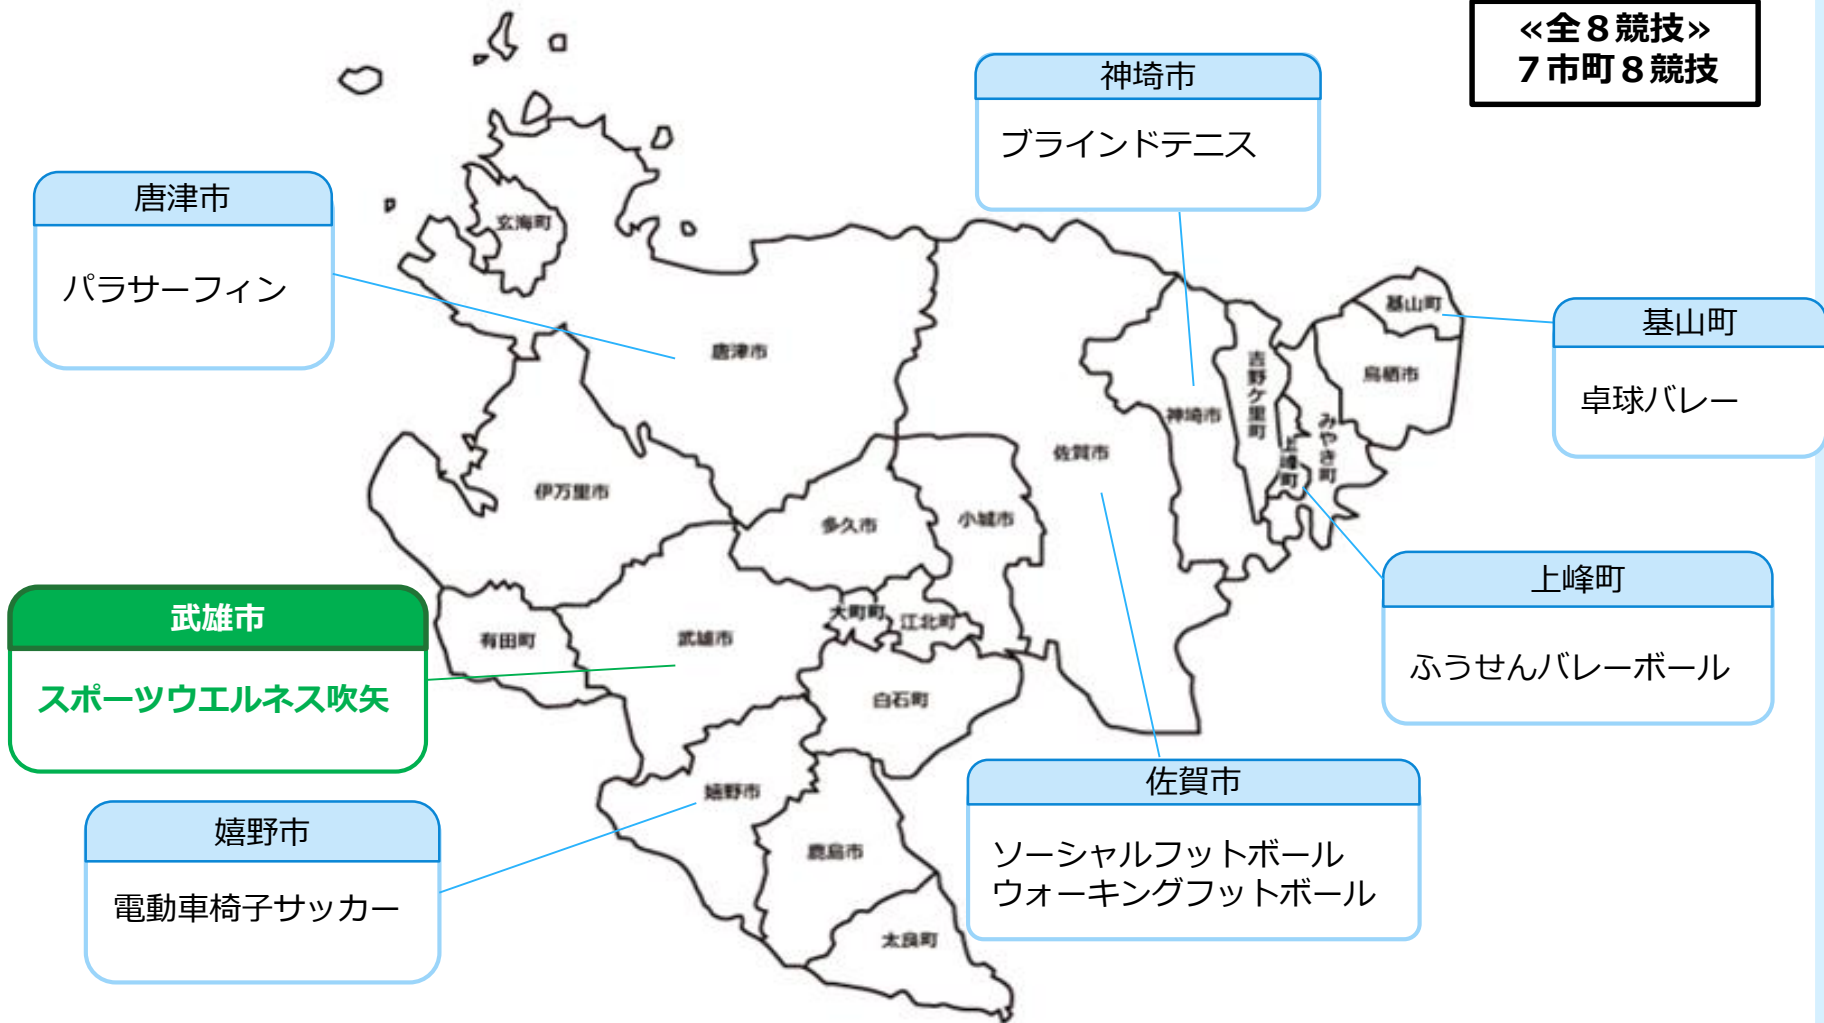 ≪全８競技≫
７市町８競技
神埼市
ブラインドテニス
唐津市
パラサーフィン
基山町
卓球バレー
上峰町
ふうせんバレーボール
武雄市
スポーツウエルネス吹矢
佐賀市
ソーシャルフットボール
ウォーキングフットボール
嬉野市
電動車椅子サッカー
玄海町
唐津市
伊万里市
有田町
武雄市
多久市
小城市
大町町
江北町
白石町
嬉野市
鹿島市
太良町
佐賀市
神埼市
吉野ケ里町
上峰町
みやき町
鳥栖市
基山町